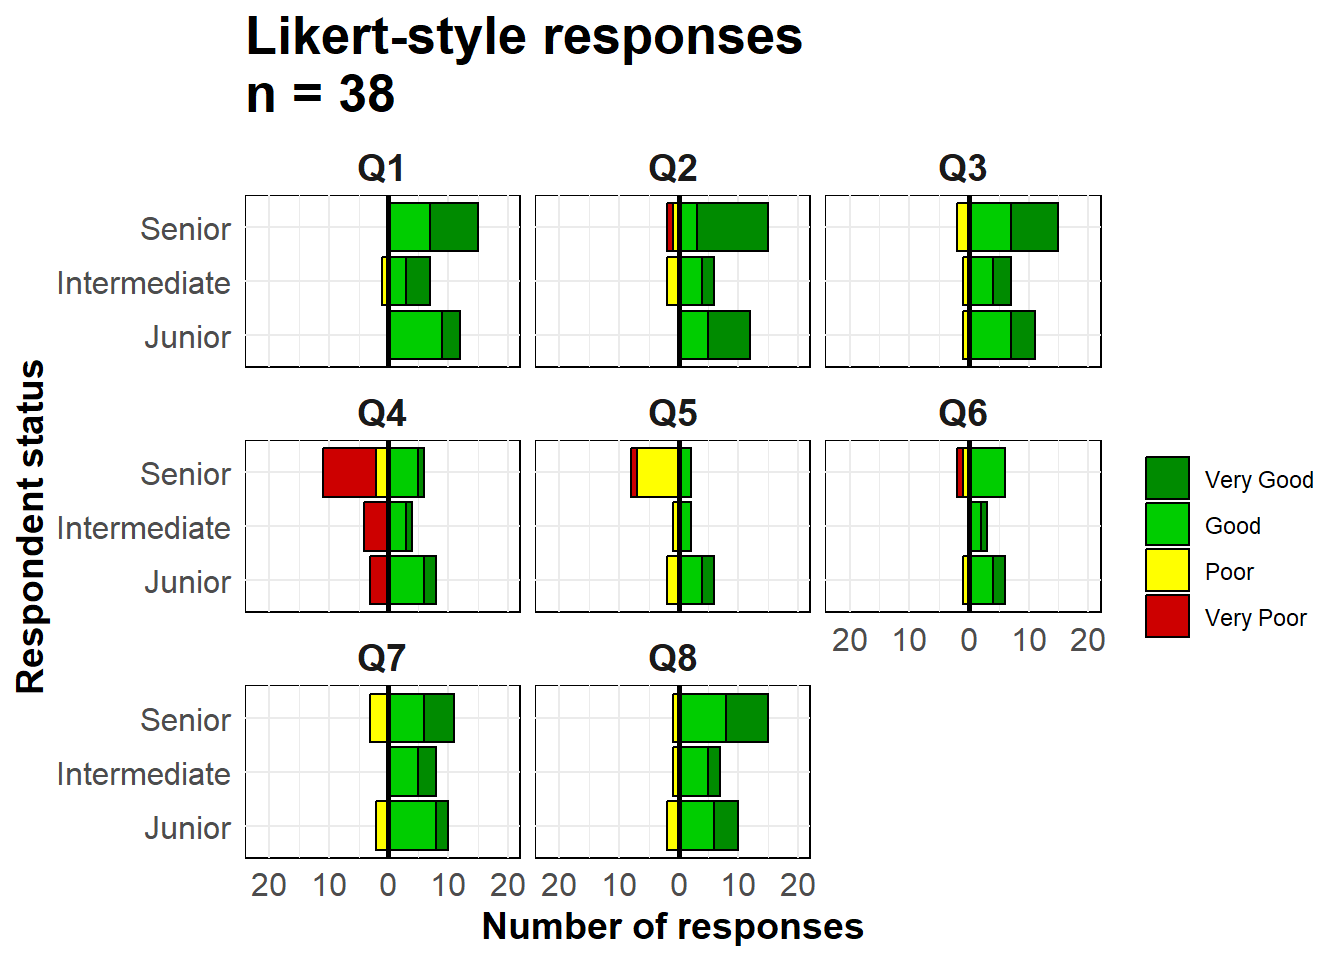 Likert-style responses
n = 38
Q1 Q2 Q3
Senior
Intermediate
Junior
Q4 Q5 Q6
Senior
Intermediate
Junior
20 10 0 10 20
Q7 Q8
Senior
Intermediate
Junior
20 10 0 10 20 20 10 0 10 20
Number of responses
Respondent status
Very Good
Good
Poor
Very Poor